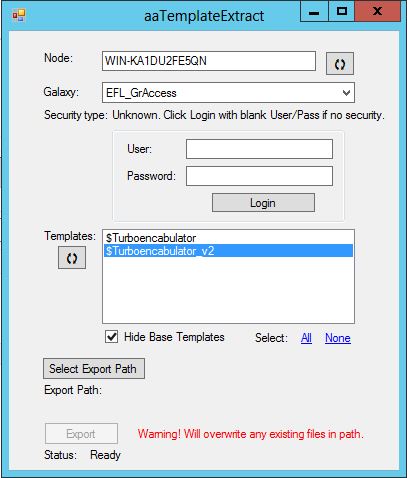 aaTemplateExtract
Node: WIN-KA1DU2FE5QN
Galaxy: EFL_GrAccess
Security type: Unknown. Click Login with blank User/Pass if no security.
User:
Password:
Login
Templates: $Turboencabulator
$Turboencabulator_v2
Hide Base Templates Select: All None
Select Export Path
Export Path:
Export Warning! Will overwrite any existing files in path.
Status: Ready